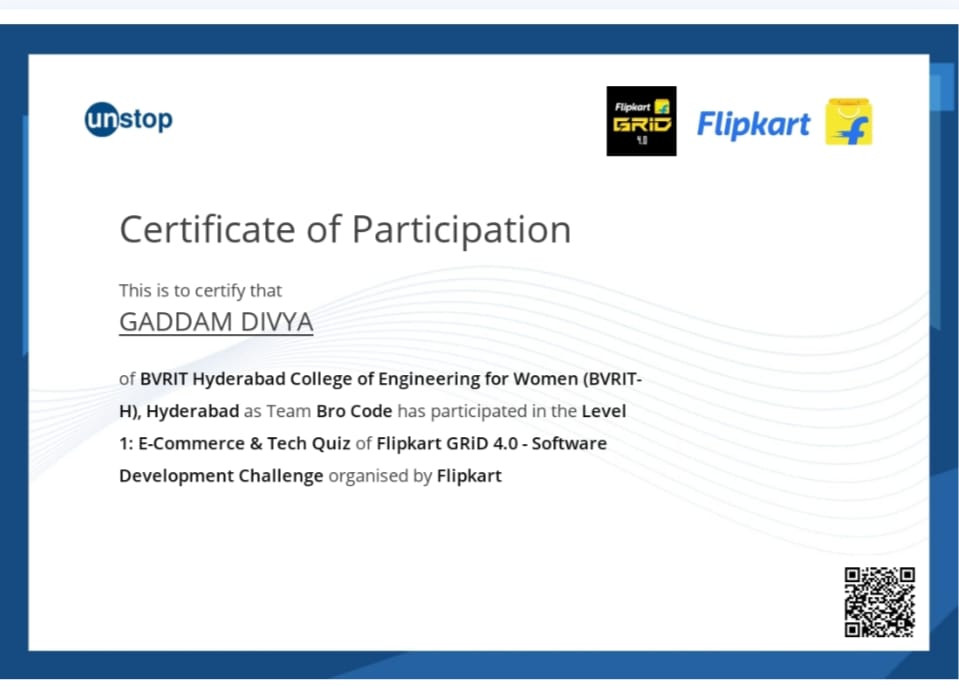 unstop
Flipkart
GRiD
4.0
Flipkart
Certificate of Participation
This is to certify that
GADDAM DIVYA
of BVRIT Hyderabad College of Engineering for Women (BVRIT-
H), Hyderabad as Team Bro Code has participated in the Level
1: E-Commerce & Tech Quiz of Flipkart GRiD 4.0 - Software
Development Challenge organised by Flipkart